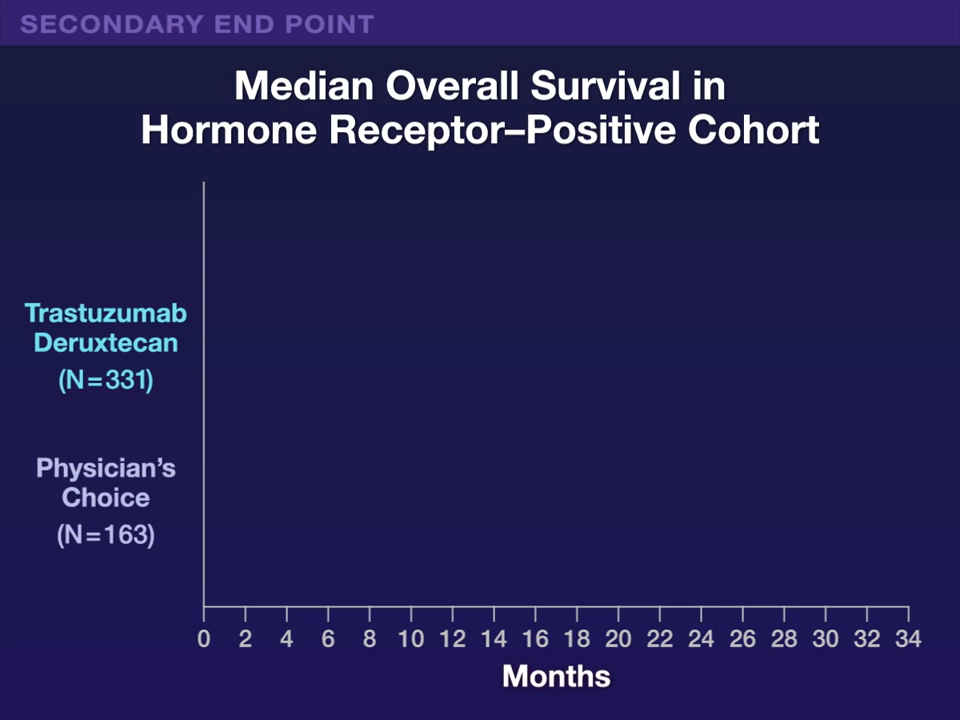 SECONDARY END POINT
Median Overall Survival in
Hormone Receptor–Positive Cohort
Trastuzumab
Deruxtecan
(N=331)
Physician’s
Choice
(N=163)
0 2 4 6 8 10 12 14 16 18 20 22 24 26 28 30 32 34
Months